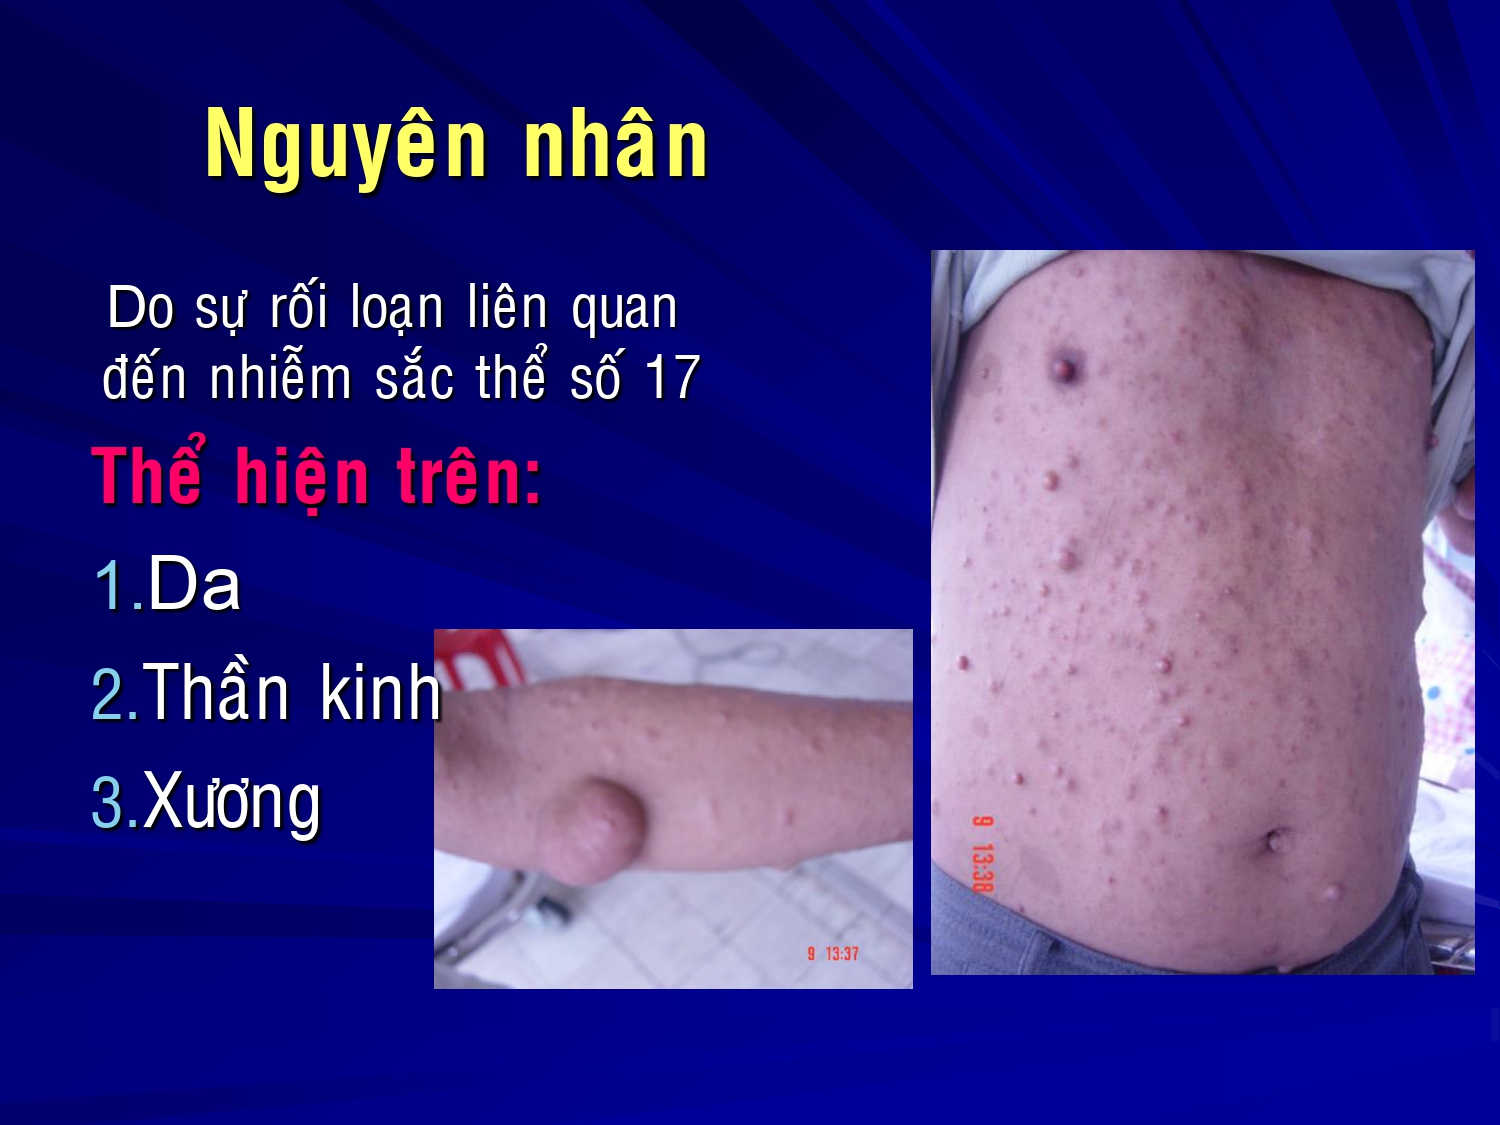 Nguyên nhân
Do sự rối loạn liên quan
đến nhiễm sắc thể số 17
Thể hiện trên:
1.Da
2.Thần kinh
3.Xương
9 13:37
9 13:38